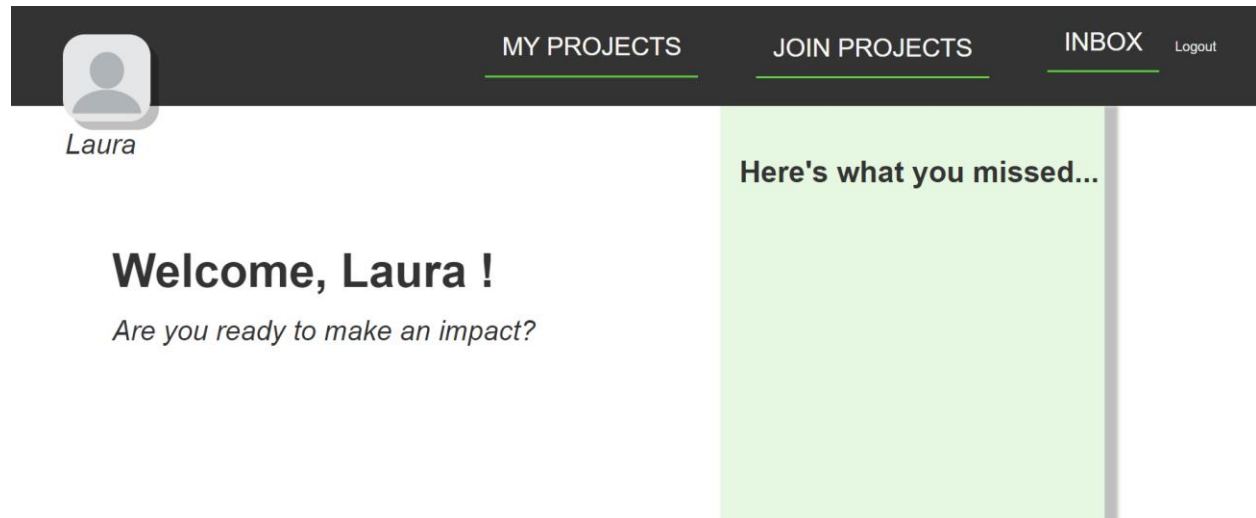 MY PROJECTS
JOIN PROJECTS
INBOX
Logout
Laura
Here's what you missed...
Welcome, Laura !
Are you ready to make an impact?